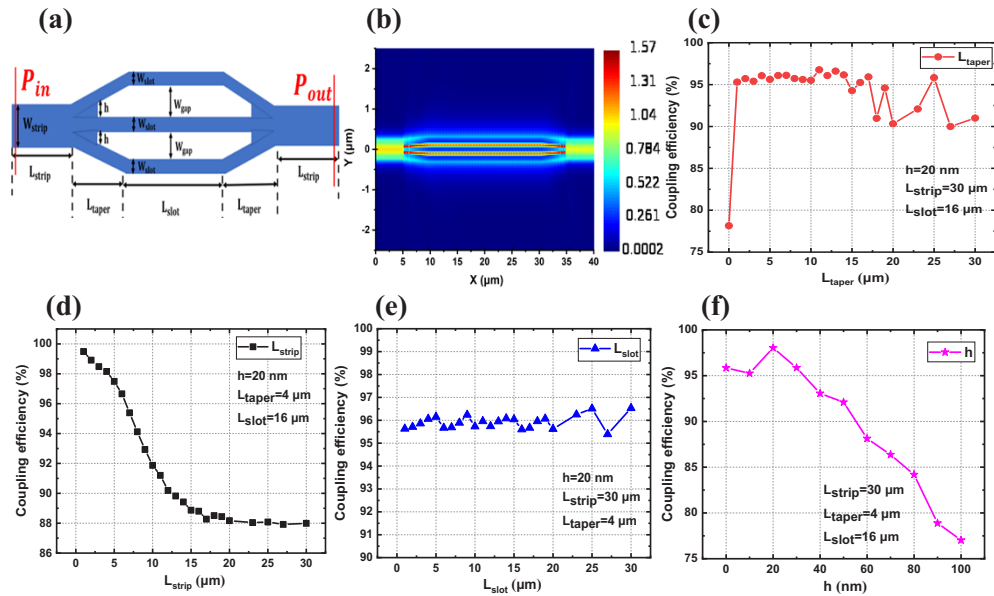 (a)
P_in
P_out
W_slot
h
W_gap
W_strip
W_slot
h
W_gap
W_slot
L_strip
L_strip
L_taper
L_slot
L_taper
(b)
2
1
0
-1
-2
Y (µm)
0 5 10 15 20 25 30 35 40
X (µm)
1.57
1.31
1.04
0.784
0.522
0.261
0.0002
(c)
100
95
90
85
80
75
Coupling efficiency (%)
L_taper
h=20 nm
L_strip=30 µm
L_slot=16 µm
0 5 10 15 20 25 30
L_taper (µm)
(d)
100
98
96
94
92
90
88
86
Coupling efficiency (%)
L_strip
h=20 nm
L_taper=4 µm
L_slot=16 µm
0 5 10 15 20 25 30
L_strip (µm)
(e)
100
99
98
97
96
95
94
93
92
91
90
Coupling efficiency (%)
L_slot
h=20 nm
L_strip=30 µm
L_taper=4 µm
0 5 10 15 20 25 30
L_slot (µm)
(f)
100
95
90
85
80
75
Coupling efficiency (%)
h
L_strip=30 µm
L_taper=4 µm
L_slot=16 µm
0 20 40 60 80 100
h (nm)